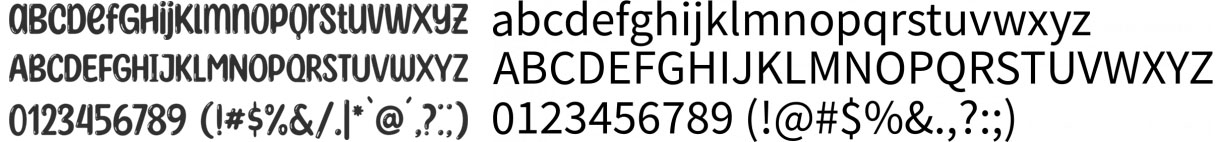 aBCDEFGHijKLMNOPQRStUVWXYZ abcdefghijklmnopqrstuvwxyz
ABCDEFGHIJKLMNOPQRSTUVWXYZ ABCDEFGHIJKLMNOPQRSTUVWXYZ
0123456789 (!#$%&/.|*`@´,?:;) 0123456789 (!@#$%&.,?:;)